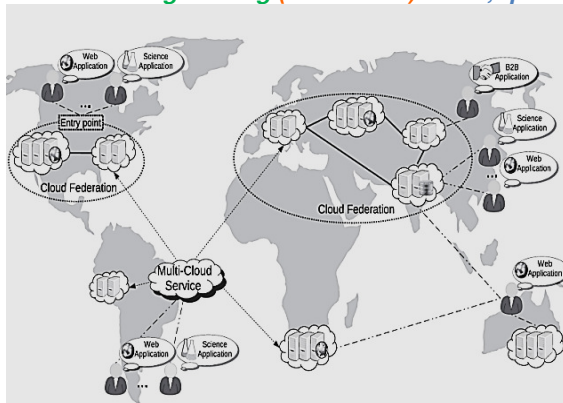 Web
Application
Science
Application
...
Entry point
Cloud Federation
B2B
Application
Science
Application
Web
Application
...
Cloud Federation
Multi-Cloud
Service
Web
Application
Web
Application
Science
Application
...